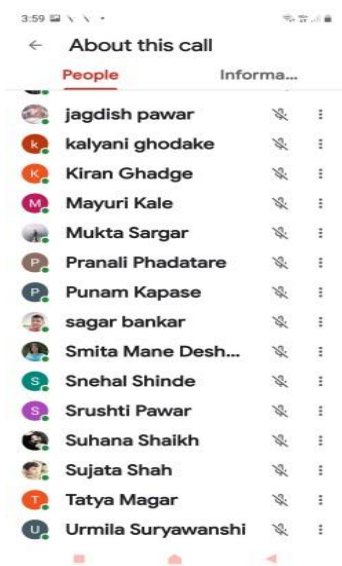 3:59
About this call
People Informa...
jagdish pawar
k kalyani ghodake
K Kiran Ghadge
M Mayuri Kale
Mukta Sargar
P Pranali Phadatare
P Punam Kapase
sagar bankar
Smita Mane Desh...
S Snehal Shinde
S Srushti Pawar
Suhana Shaikh
Sujata Shah
T Tatya Magar
U Urmila Suryawanshi